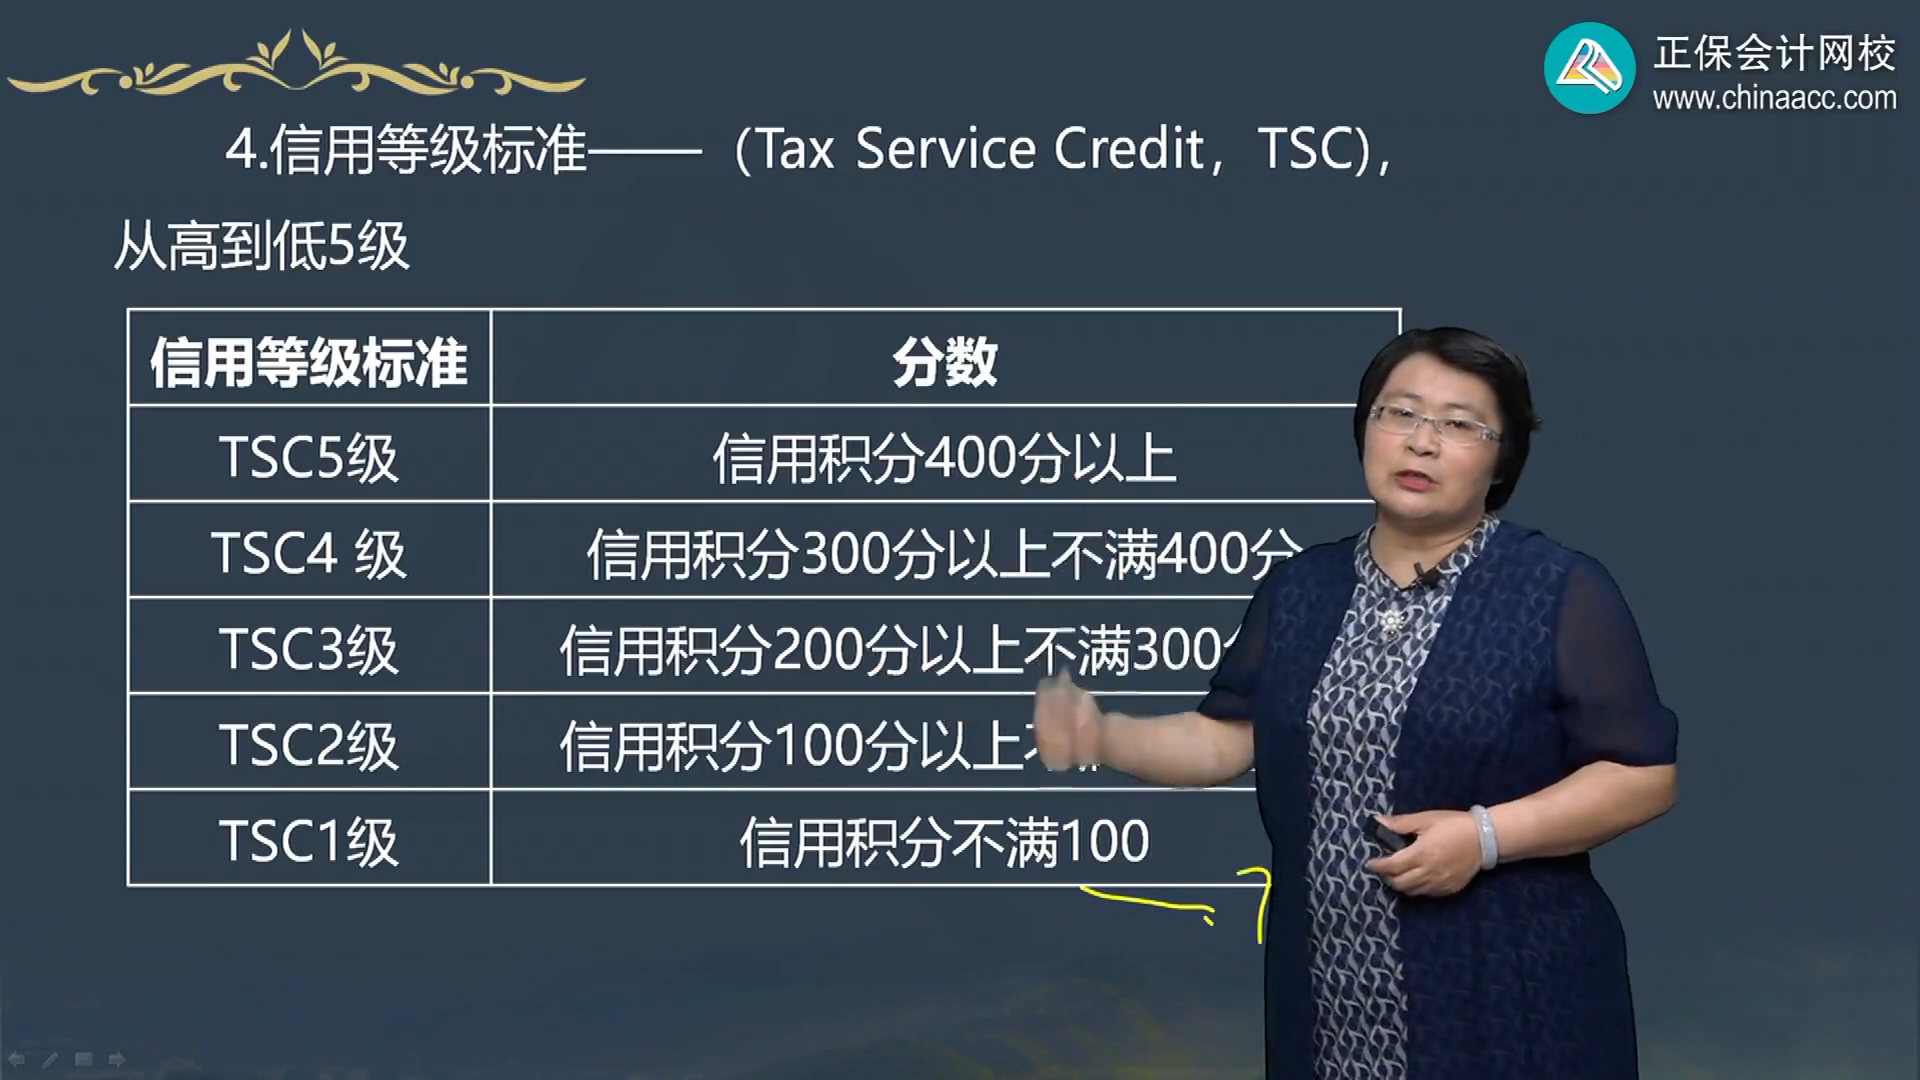 正保会计网校
www.chinaacc.com
4.信用等级标准——（Tax Service Credit，TSC），
从高到低5级
信用等级标准 分数
TSC5级 信用积分400分以上
TSC4 级 信用积分300分以上不满400分
TSC3级 信用积分200分以上不满300
TSC2级 信用积分100分以上
TSC1级 信用积分不满100